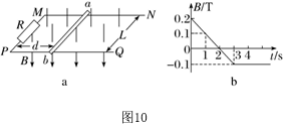 M a N
R
L
P d Q
B b
a
B/T
0.2
0.1
0
1 2 3 4 t/s
-0.1
b
图10